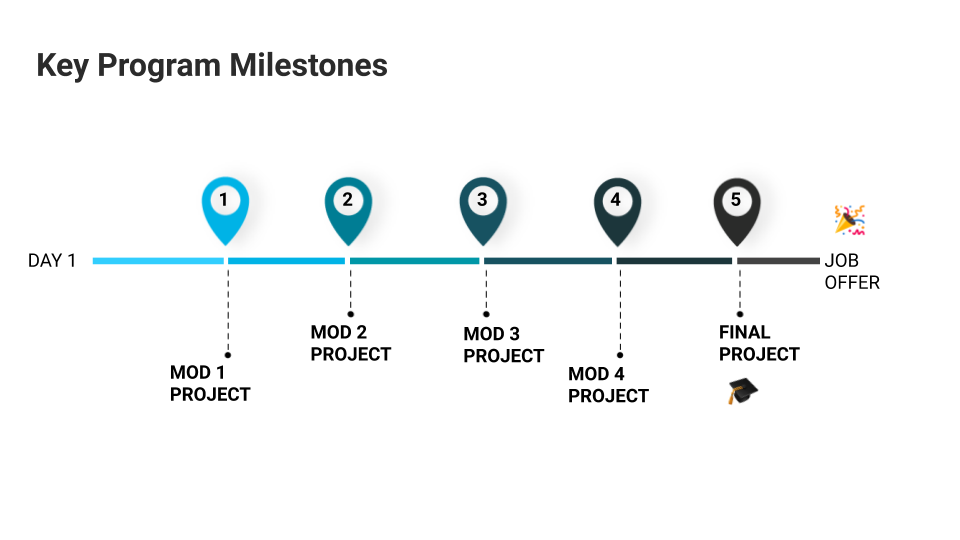 Key Program Milestones
1
2
3
4
5
DAY 1
JOB
OFFER
MOD 1
PROJECT
MOD 2
PROJECT
MOD 3
PROJECT
MOD 4
PROJECT
FINAL
PROJECT